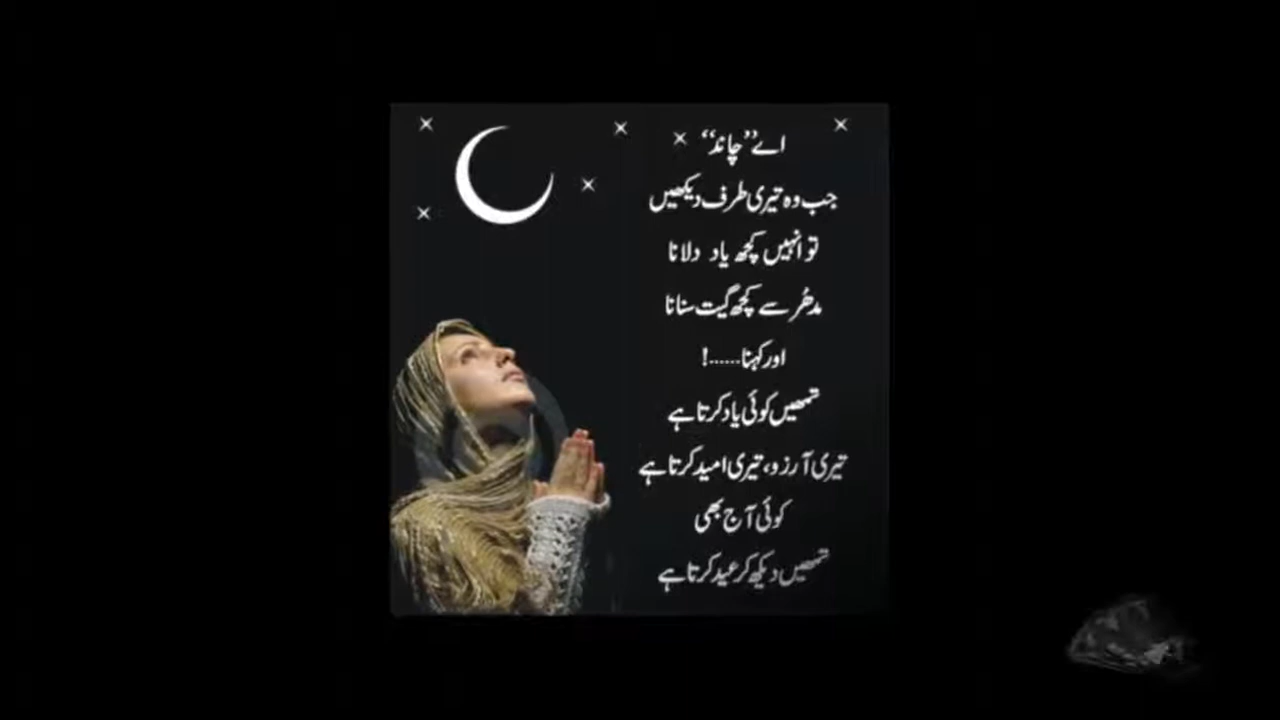 اے”چاند“
جب وہ تیری طرف دیکھیں
تو انہیں کچھ یاد دلانا
مدھُر سے کچھ گیت سنانا
اور کہنا......!
تمھیں کوئی یاد کرتا ہے
تیری آرزو، تیری امید کرتا ہے
کوئی آج بھی
تمھیں دیکھ کر عید کرتا ہے